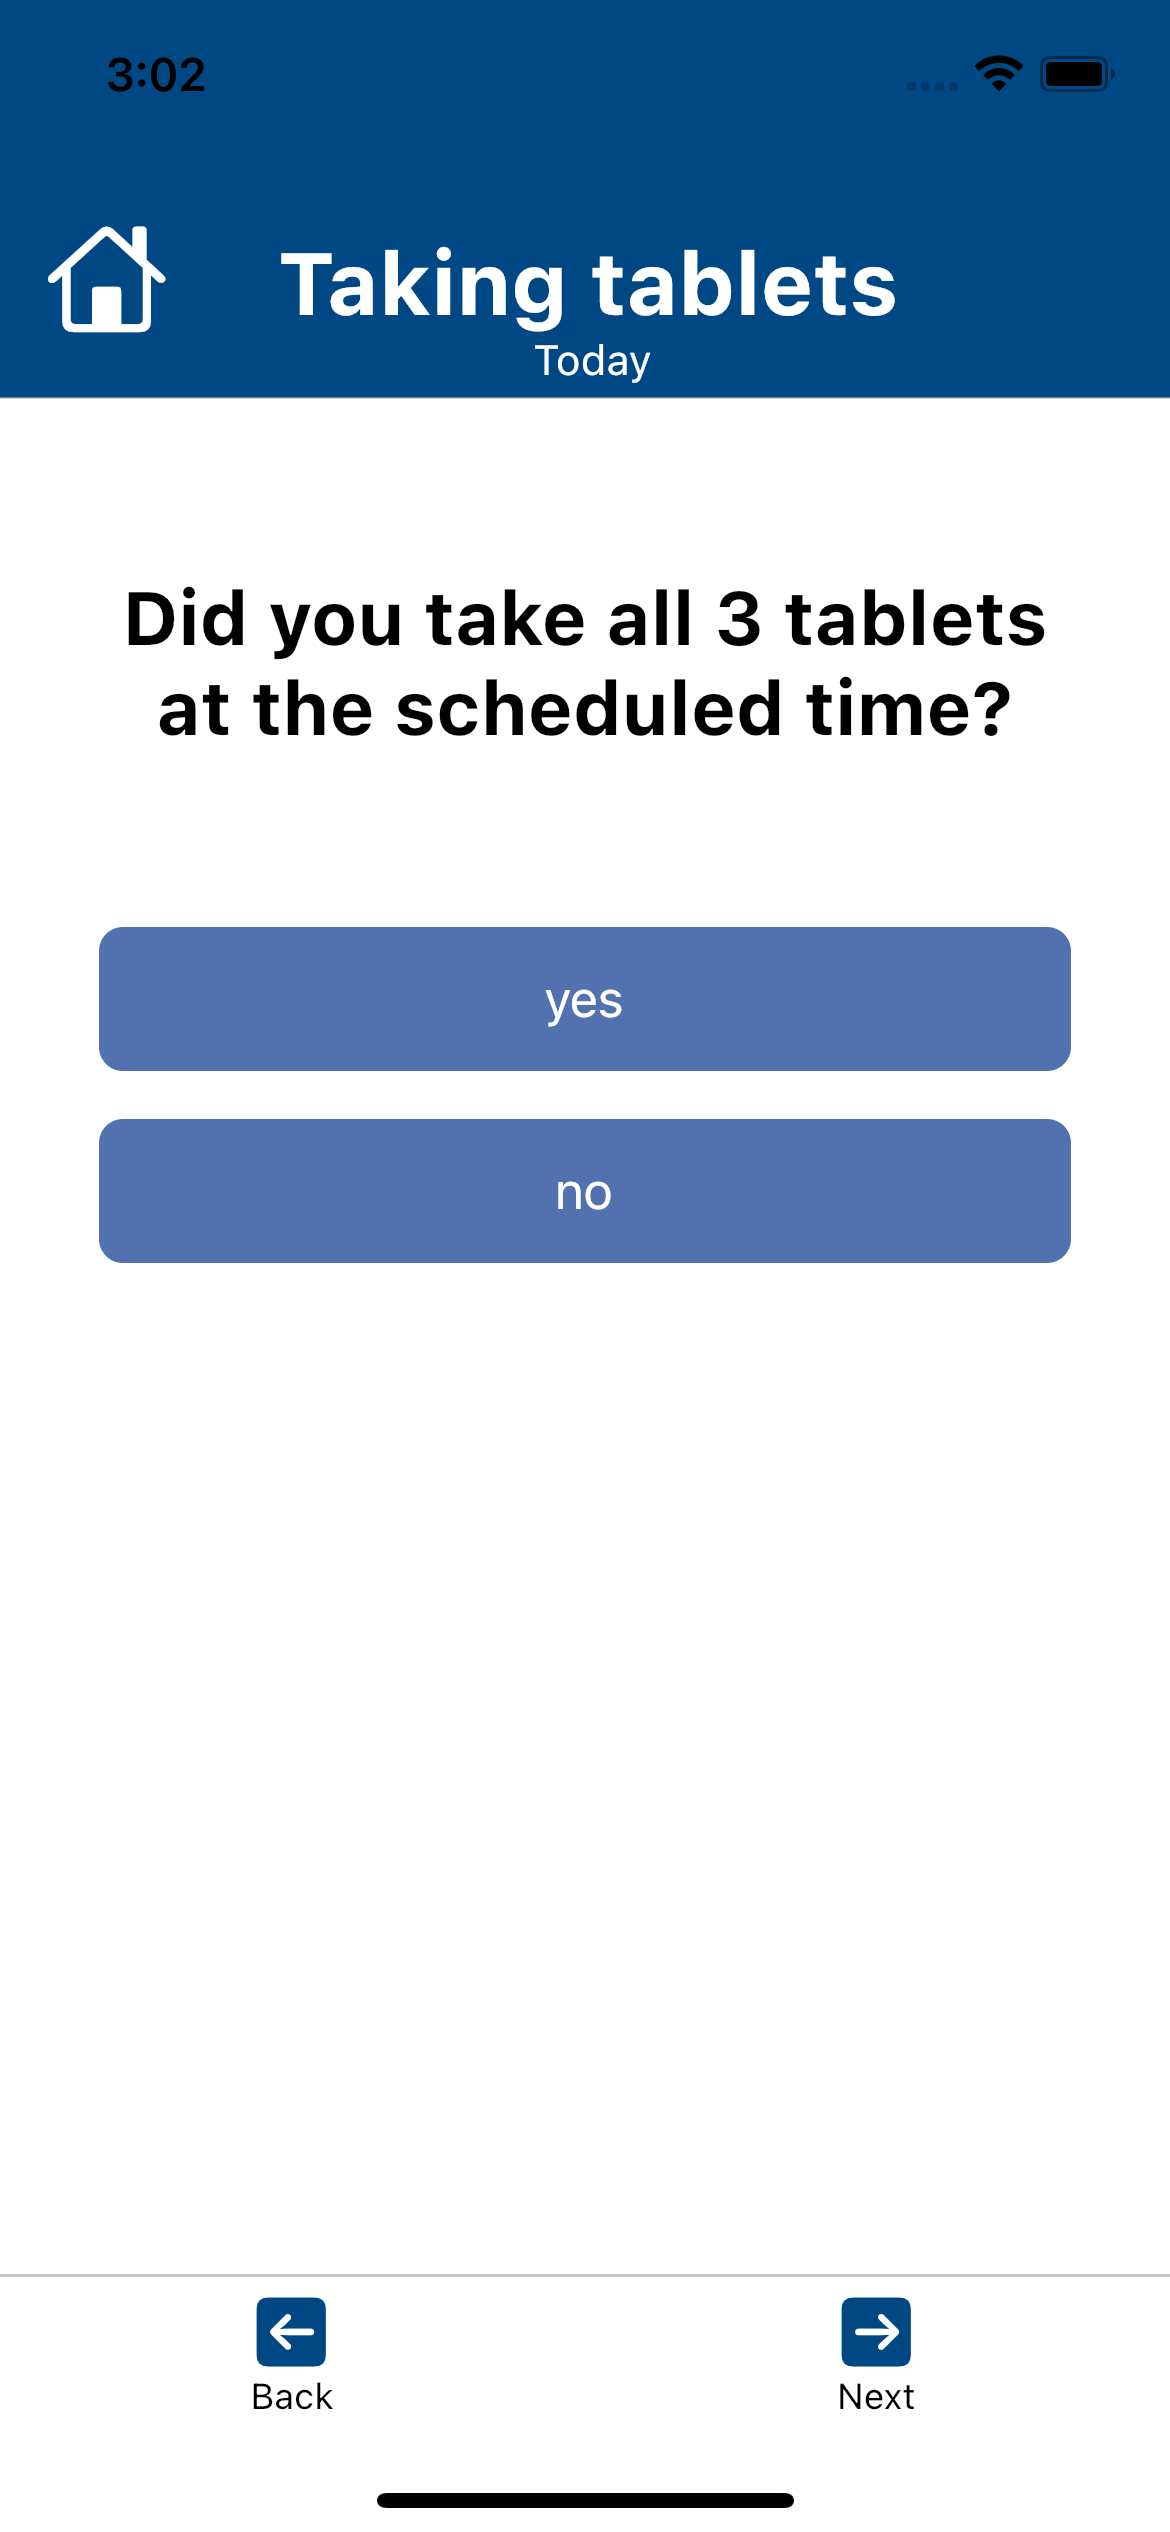 3:02
Taking tablets
Today
Did you take all 3 tablets
at the scheduled time?
yes
no
Back
Next